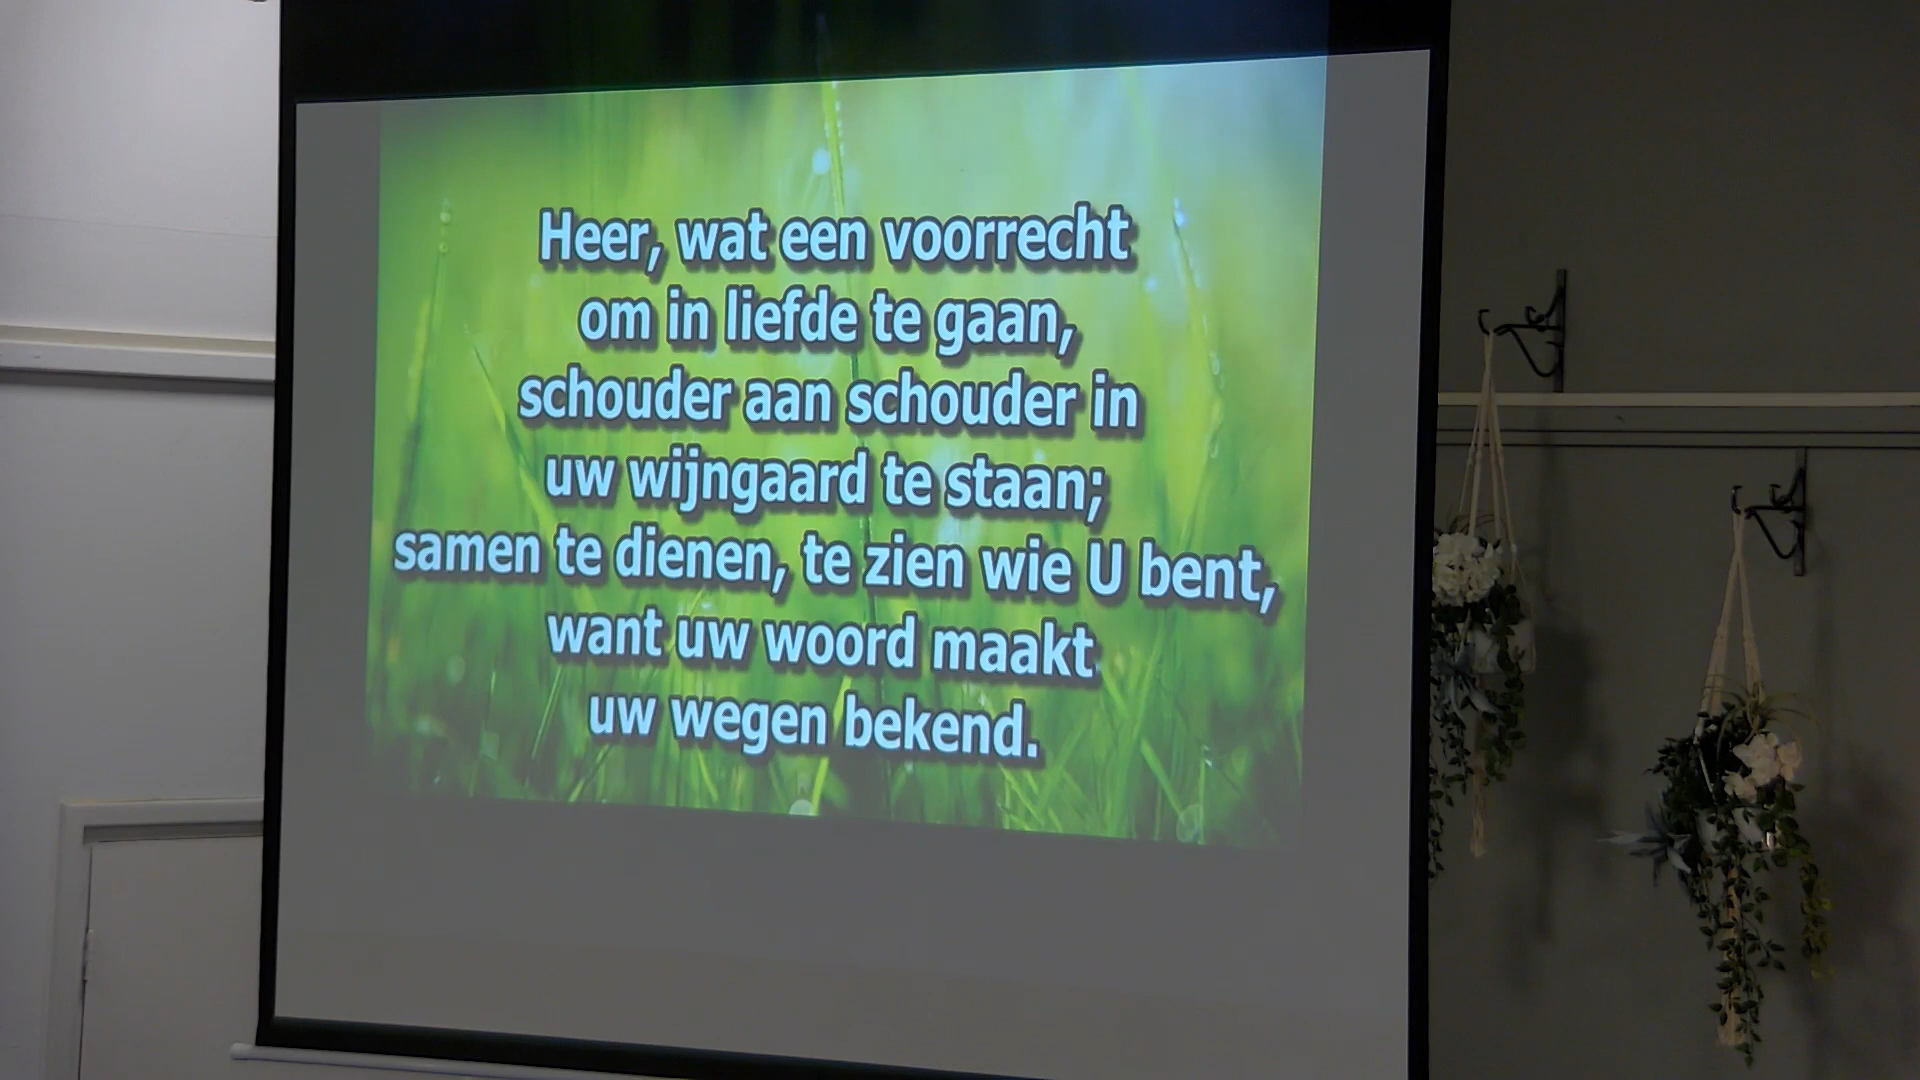 Heer, wat een voorrecht
om in liefde te gaan,
schouder aan schouder in
uw wijngaard te staan;
samen te dienen, te zien wie U bent,
want uw woord maakt
uw wegen bekend.